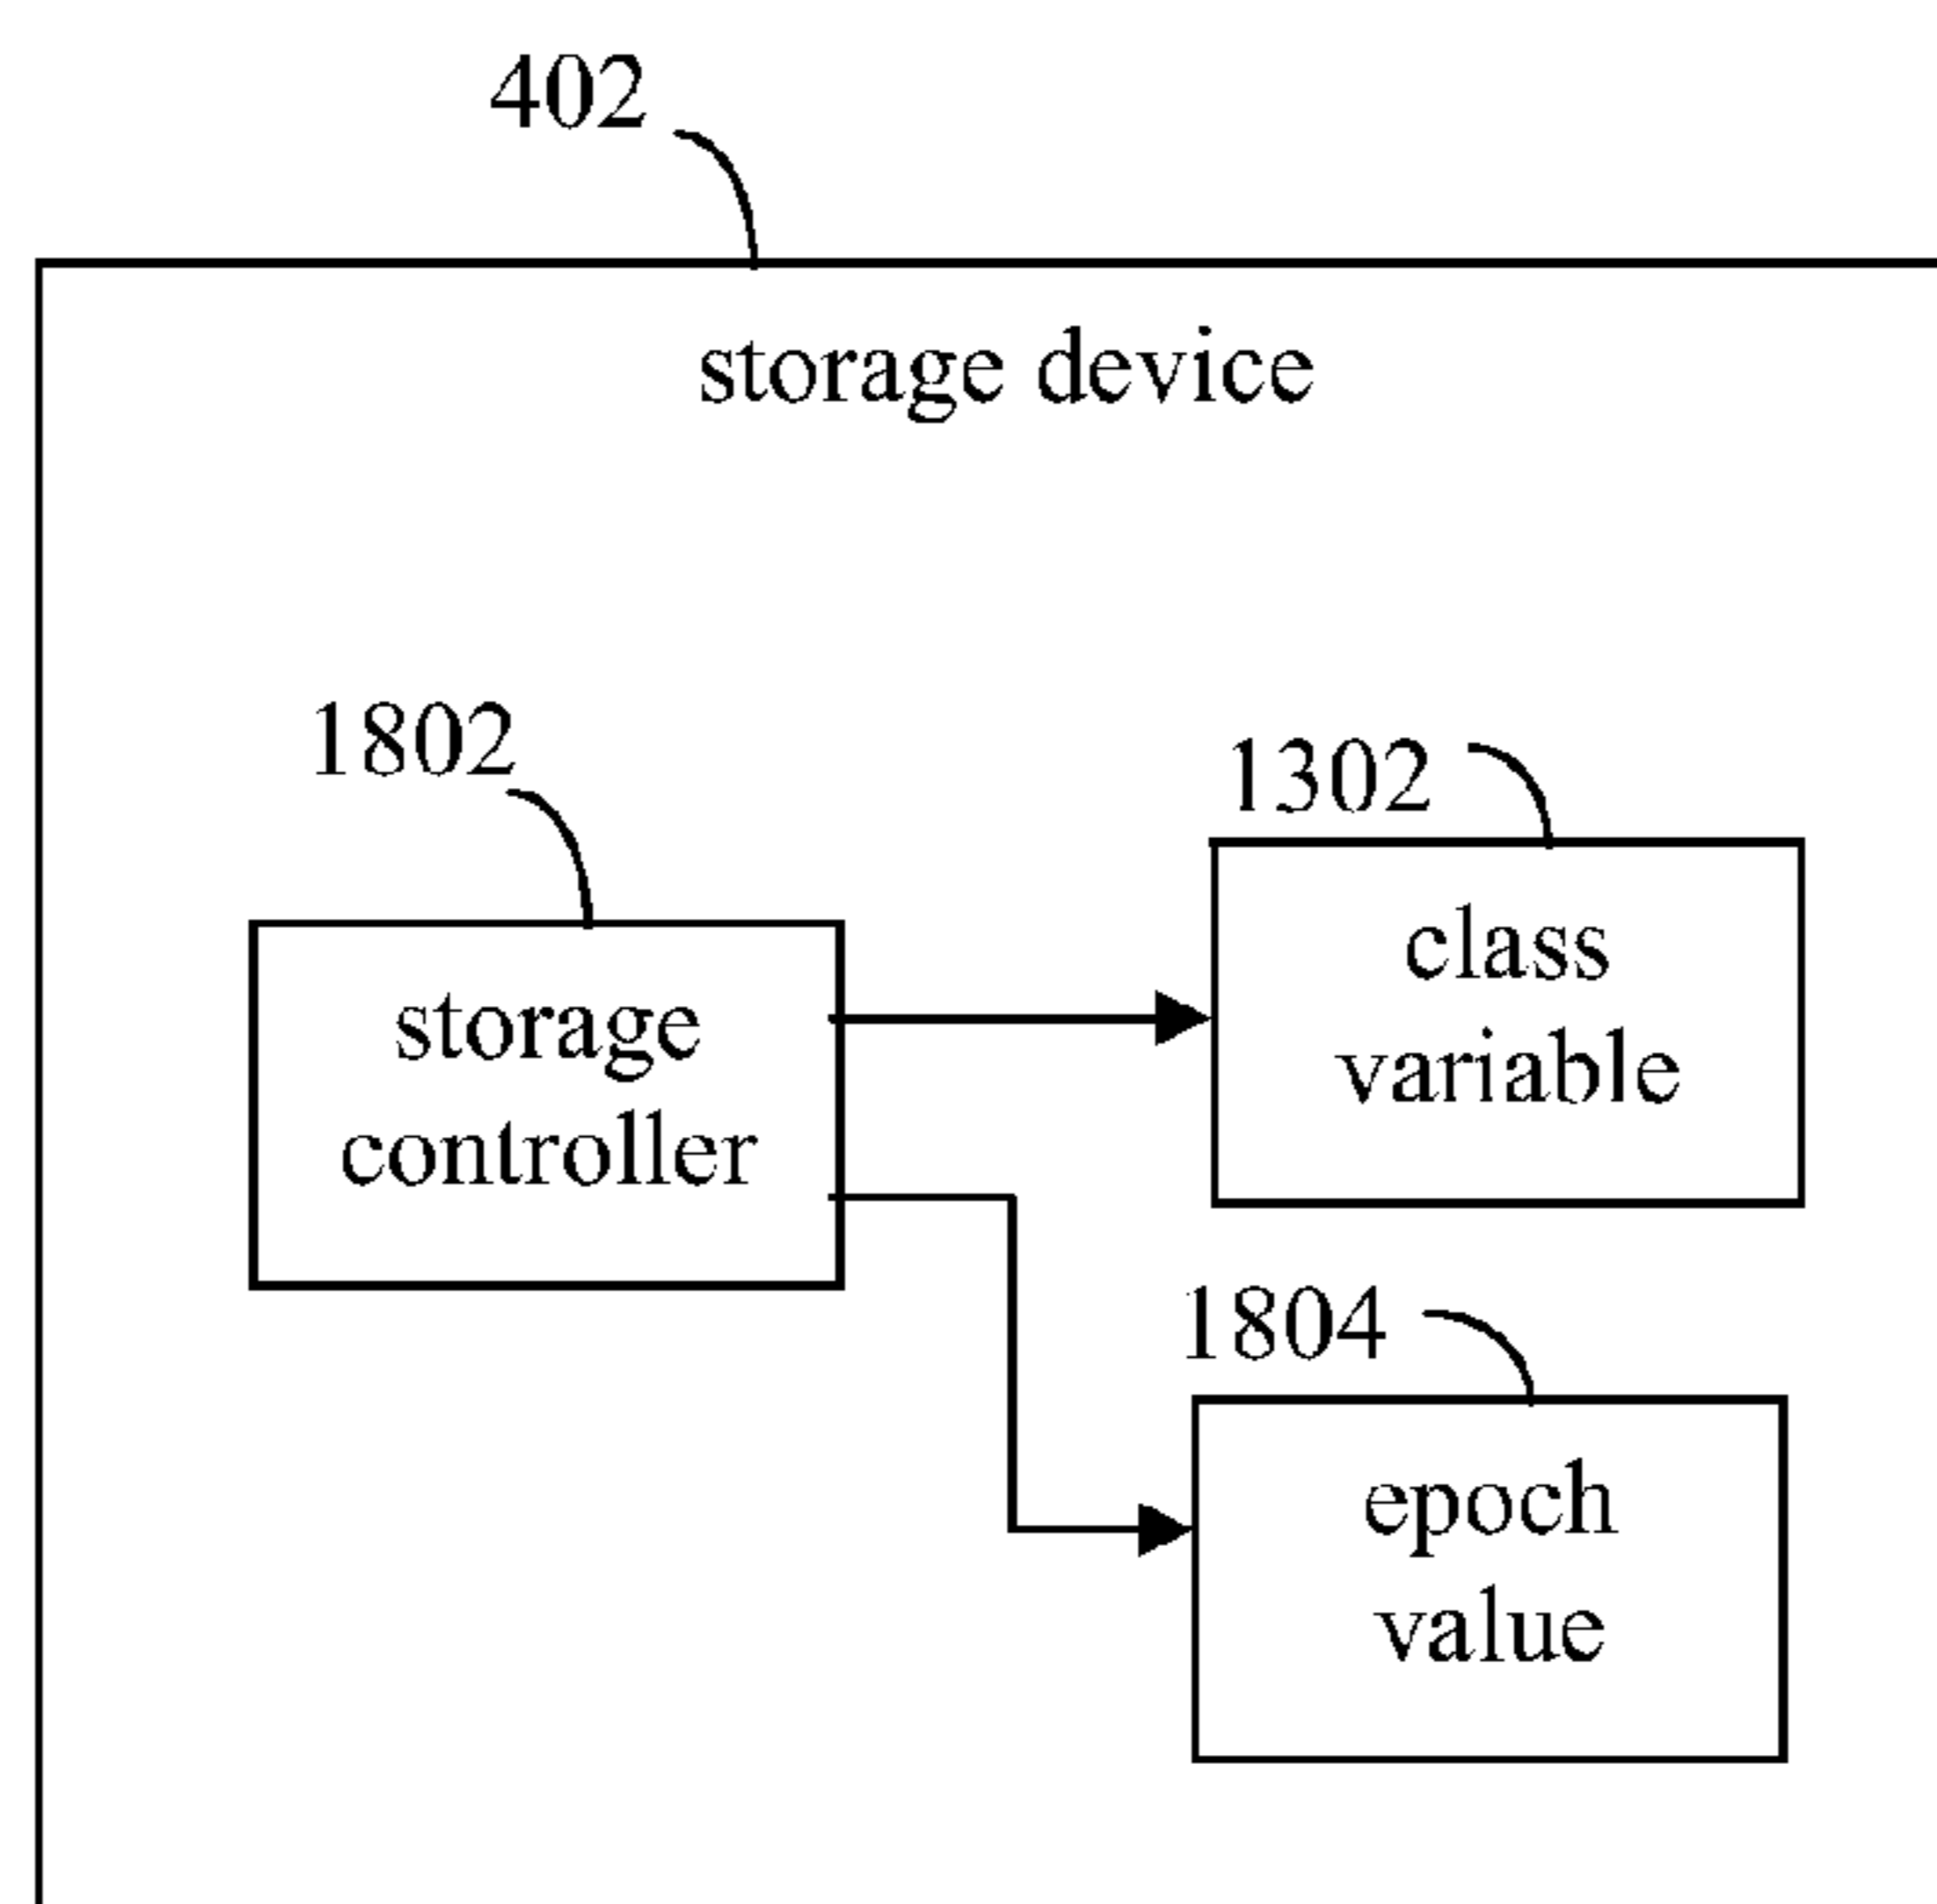 402
storage device
1802
1302
storage
controller
class
variable
1804
epoch
value